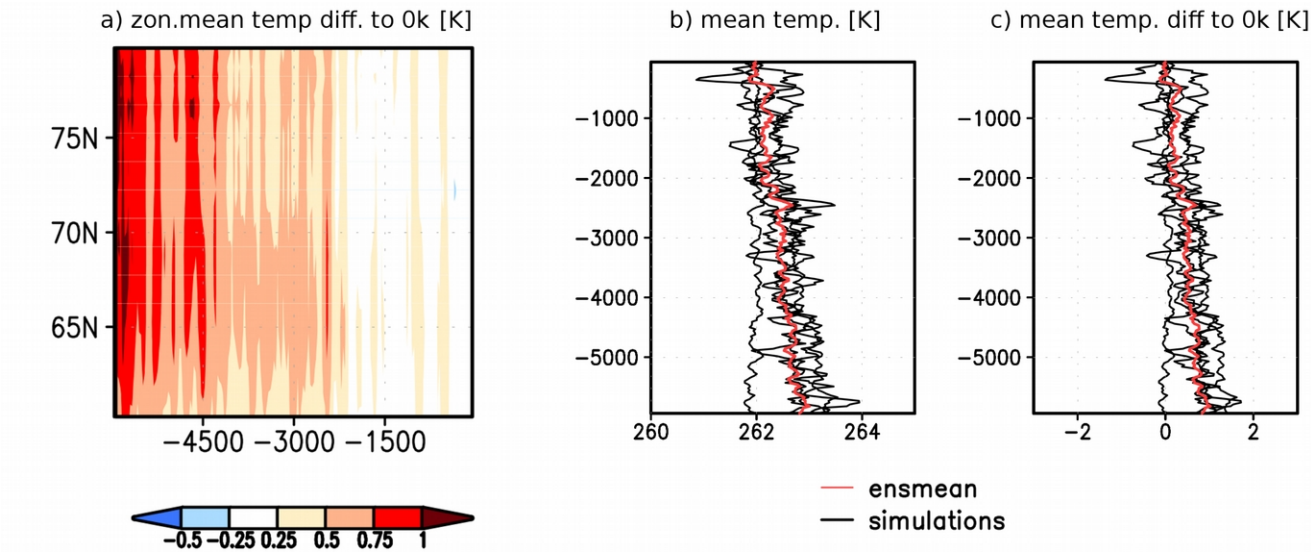 a) zon.mean temp diff. to 0k [K]
b) mean temp. [K]
c) mean temp. diff to 0k [K]
75N
70N
65N
−4500 −3000 −1500
−0.5 −0.25 0.25 0.5 0.75 1
−1000
−2000
−3000
−4000
−5000
260 262 264
−1000
−2000
−3000
−4000
−5000
−2 0 2
ensmean
simulations